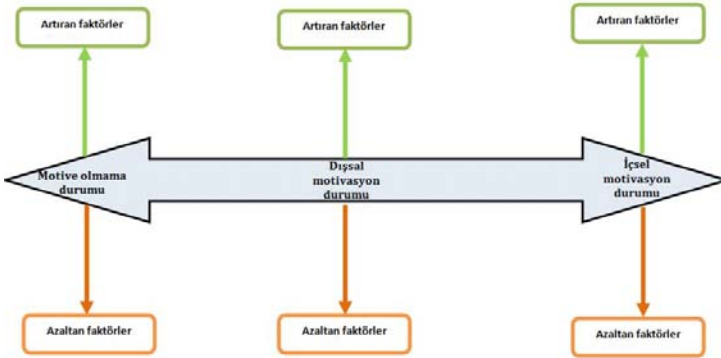 Artıran faktörler
Artıran faktörler
Artıran faktörler
Motive olmama
durumu
Dışsal
motivasyon
durumu
İçsel
motivasyon
durumu
Azaltan faktörler
Azaltan faktörler
Azaltan faktörler